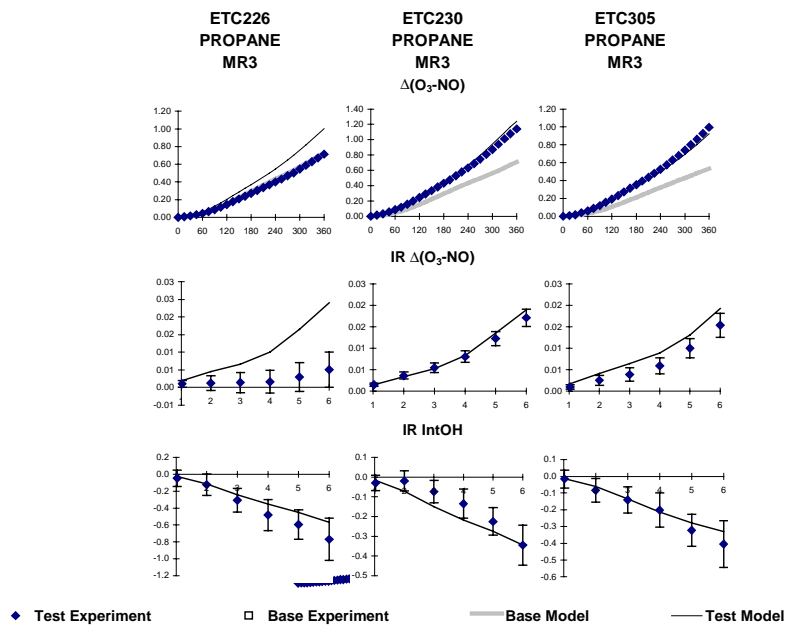 ETC226 ETC230 ETC305
PROPANE PROPANE PROPANE
MR3 MR3 MR3
Δ(O₃-NO)
1.20 1.40 1.20
1.00 1.20 1.00
0.80 1.00 0.80
0.60 0.80 0.60
0.40 0.60 0.40
0.20 0.40 0.20
0.00 0.20 0.00
0.00
0 60 120 180 240 300 360 0 60 120 180 240 300 360 0 60 120 180 240 300 360
IR Δ(O₃-NO)
0.03 0.03 0.03
0.03 0.02 0.02
0.02 0.02 0.02
0.02 0.01 0.01
0.01 0.01 0.01
0.01 0.00 0.00
0.00
-0.01
1 2 3 4 5 6 1 2 3 4 5 6 1 2 3 4 5 6
IR IntOH
0.2 0.1 0.1
0.0 0.0 0.0
-0.2 -0.1 -0.1
-0.4 -0.2 -0.2
-0.6 -0.3 -0.3
-0.8 -0.4 -0.4
-1.0 -0.5 -0.5
-1.2 -0.6
2 3 4 5 6 4 5 6 2 3 4 5 6
Test Experiment Base Experiment Base Model Test Model